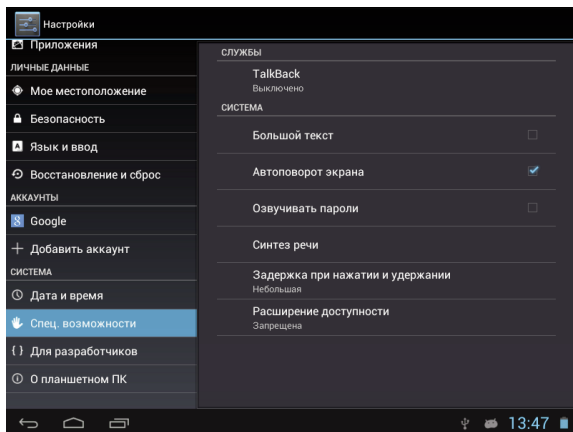 Настройки
Приложения
ЛИЧНЫЕ ДАННЫЕ
Мое местоположение
Безопасность
Язык и ввод
Восстановление и сброс
АККАУНТЫ
Google
Добавить аккаунт
СИСТЕМА
Дата и время
Спец. возможности
Для разработчиков
О планшетном ПК
СЛУЖБЫ
TalkBack
Выключено
СИСТЕМА
Большой текст
Автоповорот экрана
Озвучивать пароли
Синтез речи
Задержка при нажатии и удержании
Небольшая
Расширение доступности
Запрещена
13:47